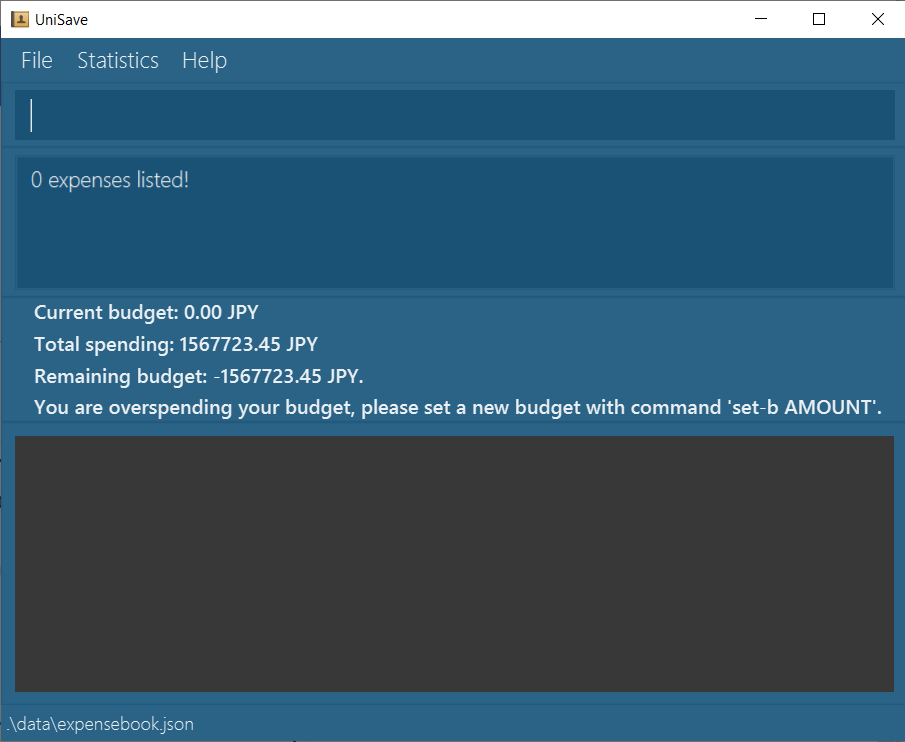 UniSave
File Statistics Help
0 expenses listed!
Current budget: 0.00 JPY
Total spending: 1567723.45 JPY
Remaining budget: -1567723.45 JPY.
You are overspending your budget, please set a new budget with command 'set-b AMOUNT'.
.\data\expensebook.json